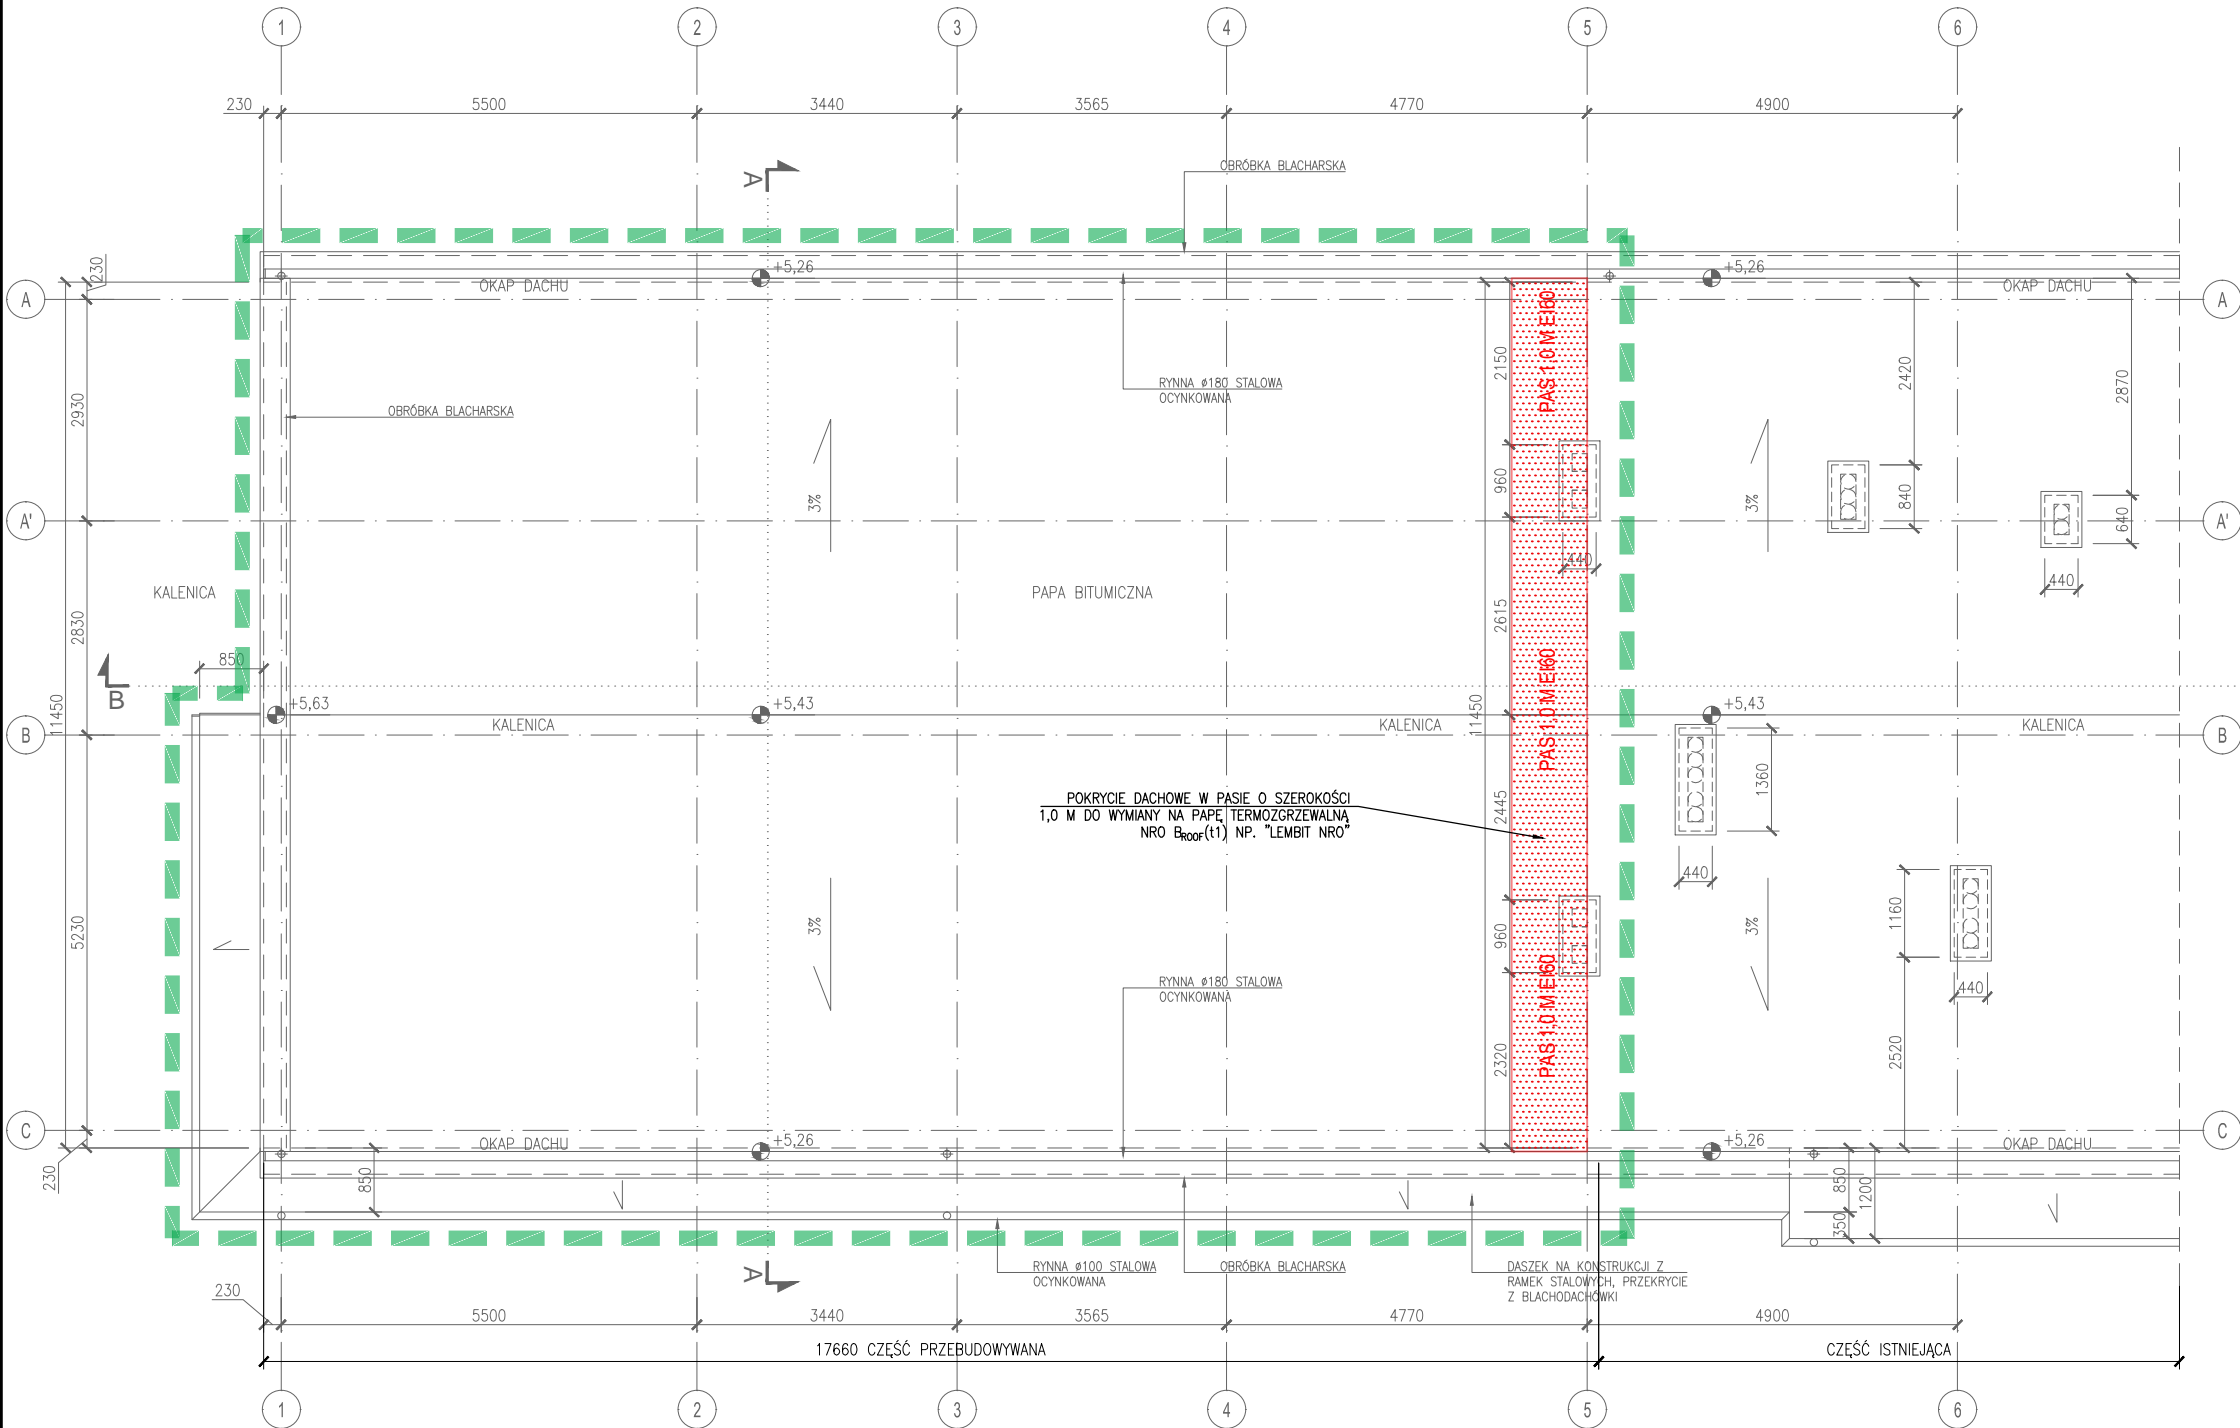 1
2
3
4
5
6
230
5500
3440
3565
4770
4900
A
OBRÓBKA BLACHARSKA
230
+5,26
+5,26
OKAP DACHU
OKAP DACHU
A
A
PAS 1.0 M EI 60
2150
2420
2870
RYNNA ø180 STALOWA
OCYNKOWANA
OBRÓBKA BLACHARSKA
2930
3%
3%
960
840
640
A'
A'
440
440
KALENICA
PAPA BITUMICZNA
2830
2615
850
B
11450
+5,63
+5,43
+5,43
PAS 1.0 M EI 60
11450
KALENICA
KALENICA
KALENICA
B
B
1360
POKRYCIE DACHOWE W PASIE O SZEROKOŚCI
1,0 M DO WYMIANY NA PAPĘ TERMOZGRZEWALNĄ
NRO BROOF(t1) NP. "LEMBIT NRO"
2445
440
5230
3%
3%
960
1160
RYNNA ø180 STALOWA
OCYNKOWANA
440
PAS 1.0 M EI 60
2320
2520
C
C
OKAP DACHU
+5,26
+5,26
OKAP DACHU
230
850
850
1200
350
A
RYNNA ø100 STALOWA
OCYNKOWANA
OBRÓBKA BLACHARSKA
DASZEK NA KONSTRUKCJI Z
RAMEK STALOWYCH, PRZEKRYCIE
Z BLACHODACHÓWKI
230
5500
3440
3565
4770
4900
17660 CZĘŚĆ PRZEBUDOWYWANA
CZĘŚĆ ISTNIEJĄCA
1
2
3
4
5
6